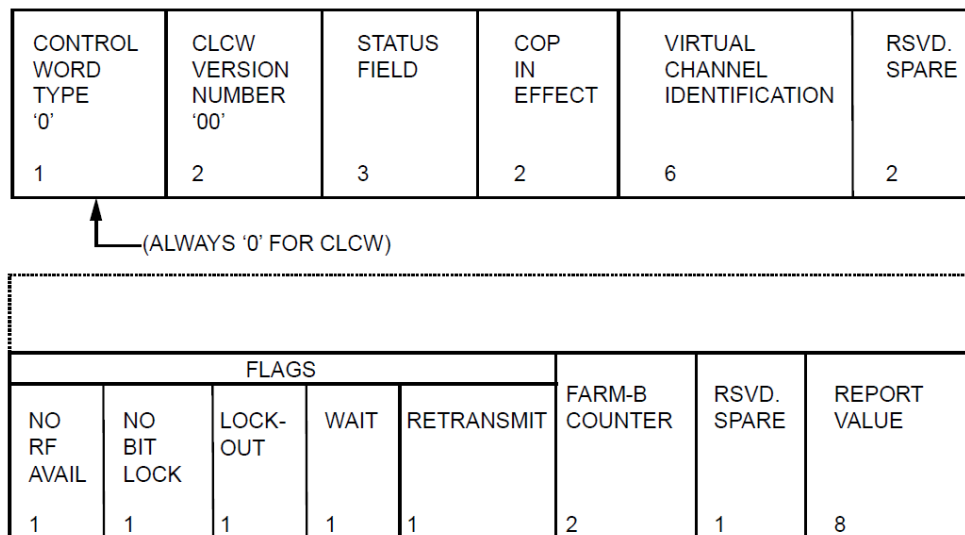 CONTROL
WORD
TYPE
‘0’
1
CLCW
VERSION
NUMBER
‘00’
2
STATUS
FIELD
3
COP
IN
EFFECT
2
VIRTUAL
CHANNEL
IDENTIFICATION
6
RSVD.
SPARE
2
(ALWAYS ‘0’ FOR CLCW)
FLAGS
NO
RF
AVAIL
1
NO
BIT
LOCK
1
LOCK-
OUT
1
WAIT
1
RETRANSMIT
1
FARM-B
COUNTER
2
RSVD.
SPARE
1
REPORT
VALUE
8